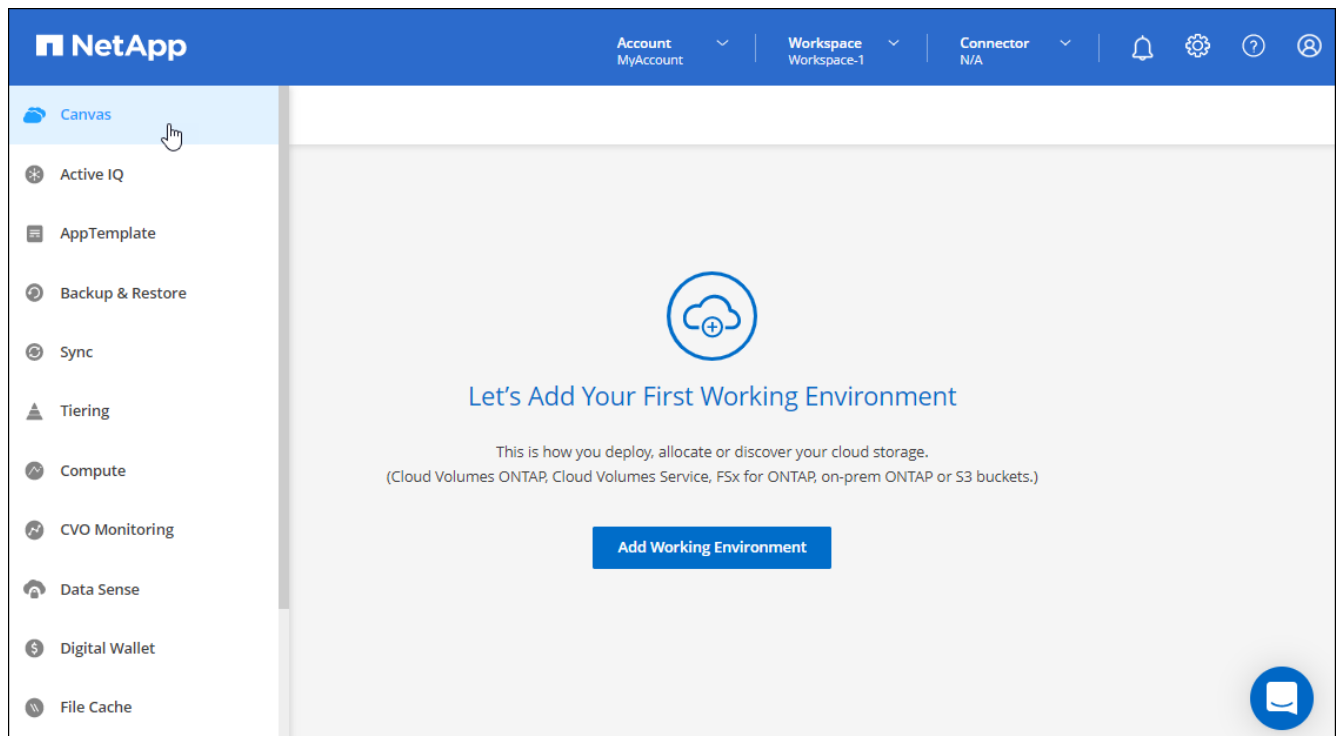 NetApp
Account
MyAccount
Workspace
Workspace-1
Connector
N/A
Canvas
Active IQ
AppTemplate
Backup & Restore
Sync
Tiering
Compute
CVO Monitoring
Data Sense
Digital Wallet
File Cache
Let's Add Your First Working Environment
This is how you deploy, allocate or discover your cloud storage.
(Cloud Volumes ONTAP, Cloud Volumes Service, FSx for ONTAP, on-prem ONTAP or S3 buckets.)
Add Working Environment